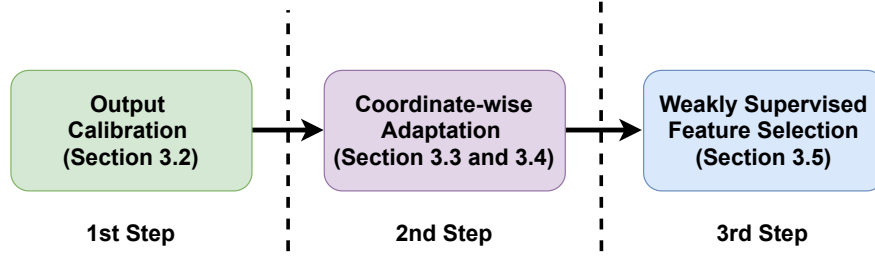 Output
Calibration
(Section 3.2)
Coordinate-wise
Adaptation
(Section 3.3 and 3.4)
Weakly Supervised
Feature Selection
(Section 3.5)
1st Step
2nd Step
3rd Step